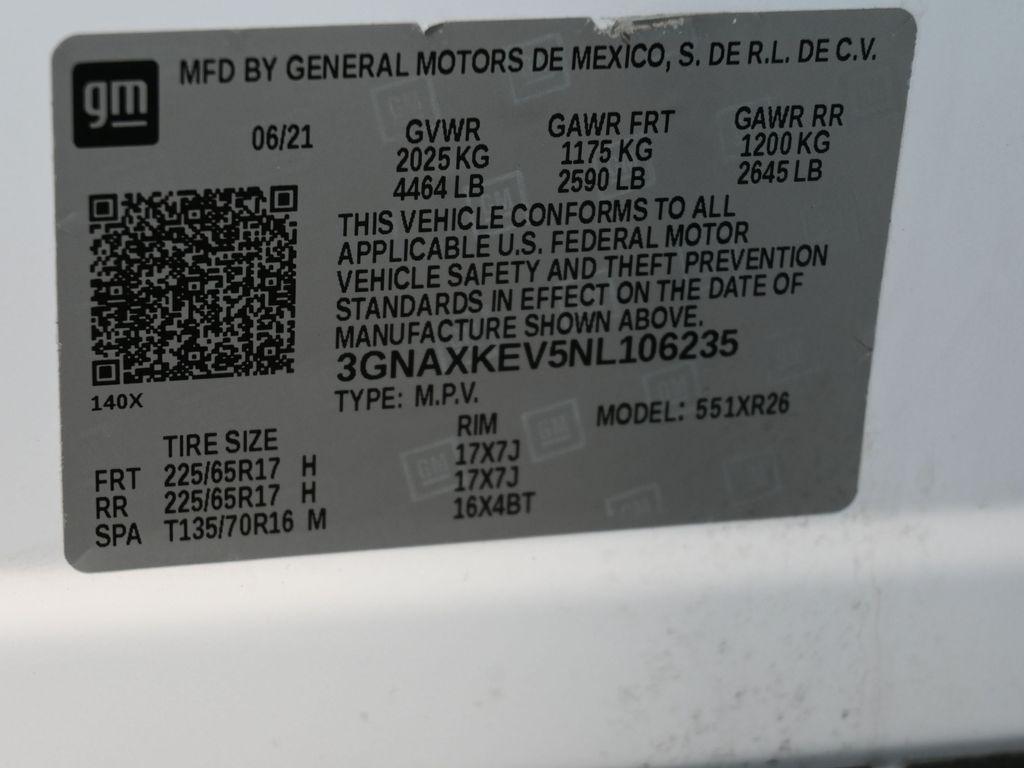 gm
MFD BY GENERAL MOTORS DE MEXICO, S. DE R.L. DE C.V.
06/21
GVWR GAWR FRT GAWR RR
2025 KG 1175 KG 1200 KG
4464 LB 2590 LB 2645 LB
THIS VEHICLE CONFORMS TO ALL
APPLICABLE U.S. FEDERAL MOTOR
VEHICLE SAFETY AND THEFT PREVENTION
STANDARDS IN EFFECT ON THE DATE OF
MANUFACTURE SHOWN ABOVE.
3GNAXKEV5NL106235
140X
TYPE: M.P.V. MODEL: 551XR26
TIRE SIZE RIM
FRT 225/65R17 H 17X7J
RR 225/65R17 H 17X7J
SPA T135/70R16 M 16X4BT